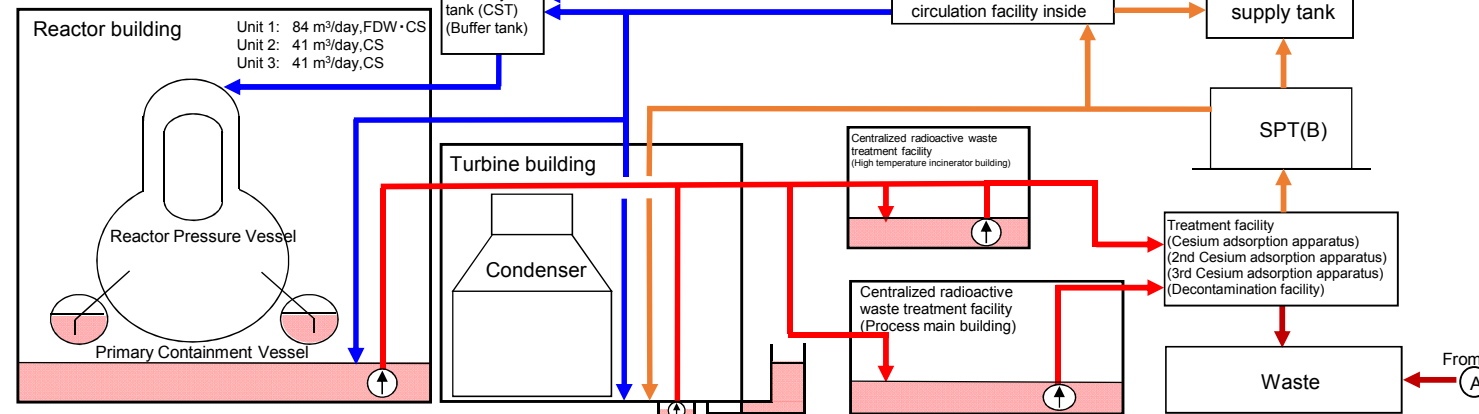 tank (CST)
(Buffer tank)
circulation facility inside
supply tank
Reactor building
Unit 1: 84 m³/day,FDW･CS
Unit 2: 41 m³/day,CS
Unit 3: 41 m³/day,CS
SPT(B)
Centralized radioactive waste
treatment facility
(High temperature incinerator building)
Turbine building
Reactor Pressure Vessel
Condenser
Treatment facility
(Cesium adsorption apparatus)
(2nd Cesium adsorption apparatus)
(3rd Cesium adsorption apparatus)
(Decontamination facility)
Centralized radioactive
waste treatment facility
(Process main building)
Primary Containment Vessel
Waste
From
A